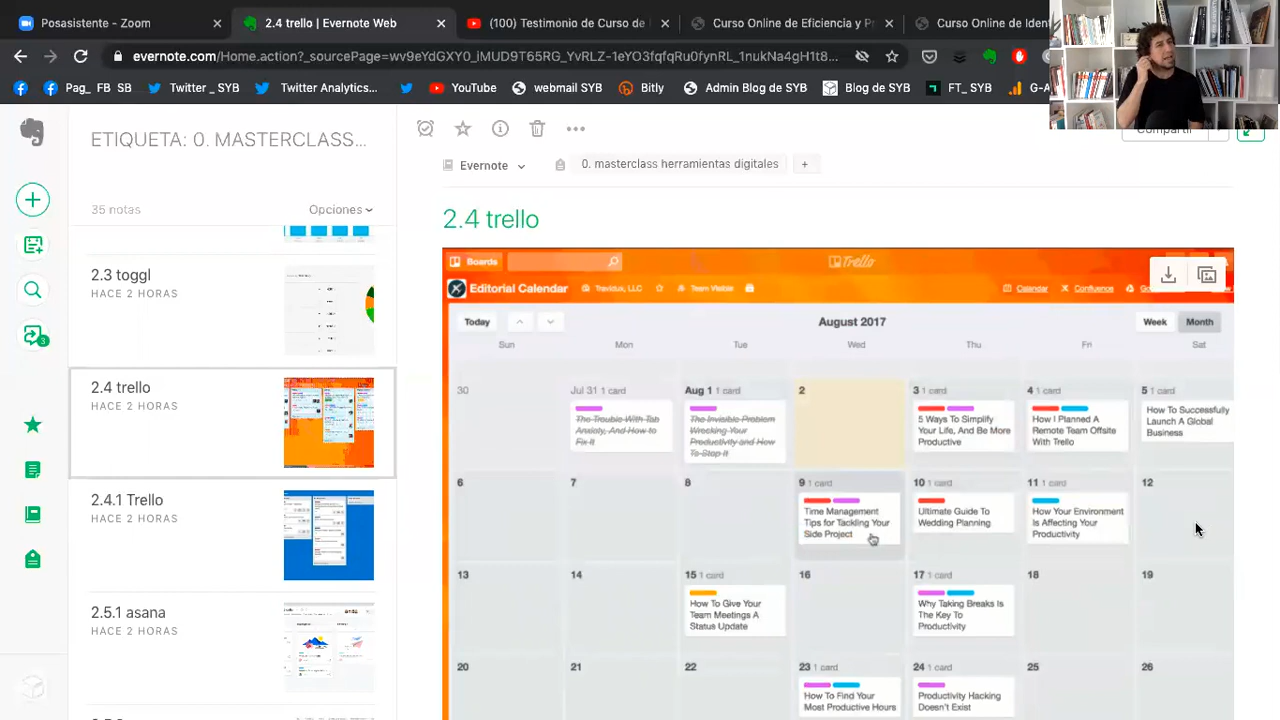 Posasistente - Zoom
2.4 trello | Evernote Web
(100) Testimonio de Curso de
Curso Online de Eficiencia y Pr
Curso Online de Ident
Pag_ FB SB
Twitter _ SYB
Twitter Analytics...
YouTube
webmail SYB
Bitly
Admin Blog de SYB
Blog de SYB
FT_ SYB
G-A
ETIQUETA: 0. MASTERCLASS...
35 notas
Opciones
2.3 toggl
HACE 2 HORAS
2.4 trello
HACE 2 HORAS
2.4.1 Trello
HACE 2 HORAS
2.5.1 asana
HACE 2 HORAS
3
Compartir
Evernote
0. masterclass herramientas digitales
+
2.4 trello
Boards
Trello
Editorial Calendar
Travidux, LLC
Team Visible
Calendar
Confluence
Today
August 2017
Week
Month
Sun
Mon
Tue
Wed
Thu
Fri
Sat
30
Jul 31 1 card
Aug 1 1 card
2
3 1 card
4 1 card
5 1 card
The Trouble With Tab
Anxiety, And How to
Fix It
The Invisible Problem
Wrecking Your
Productivity and How
To Stop It
5 Ways To Simplify
Your Life, And Be More
Productive
How I Planned A
Remote Team Offsite
With Trello
How To Successfully
Launch A Global
Business
6
7
8
9 1 card
10 1 card
11 1 card
12
Time Management
Tips for Tackling Your
Side Project
Ultimate Guide To
Wedding Planning
How Your Environment
Is Affecting Your
Productivity
13
14
15 1 card
16
17 1 card
18
19
How To Give Your
Team Meetings A
Status Update
Why Taking Breaks Is
The Key To
Productivity
20
21
22
23 1 card
24 1 card
25
26
How To Find Your
Most Productive Hours
Productivity Hacking
Doesn't Exist